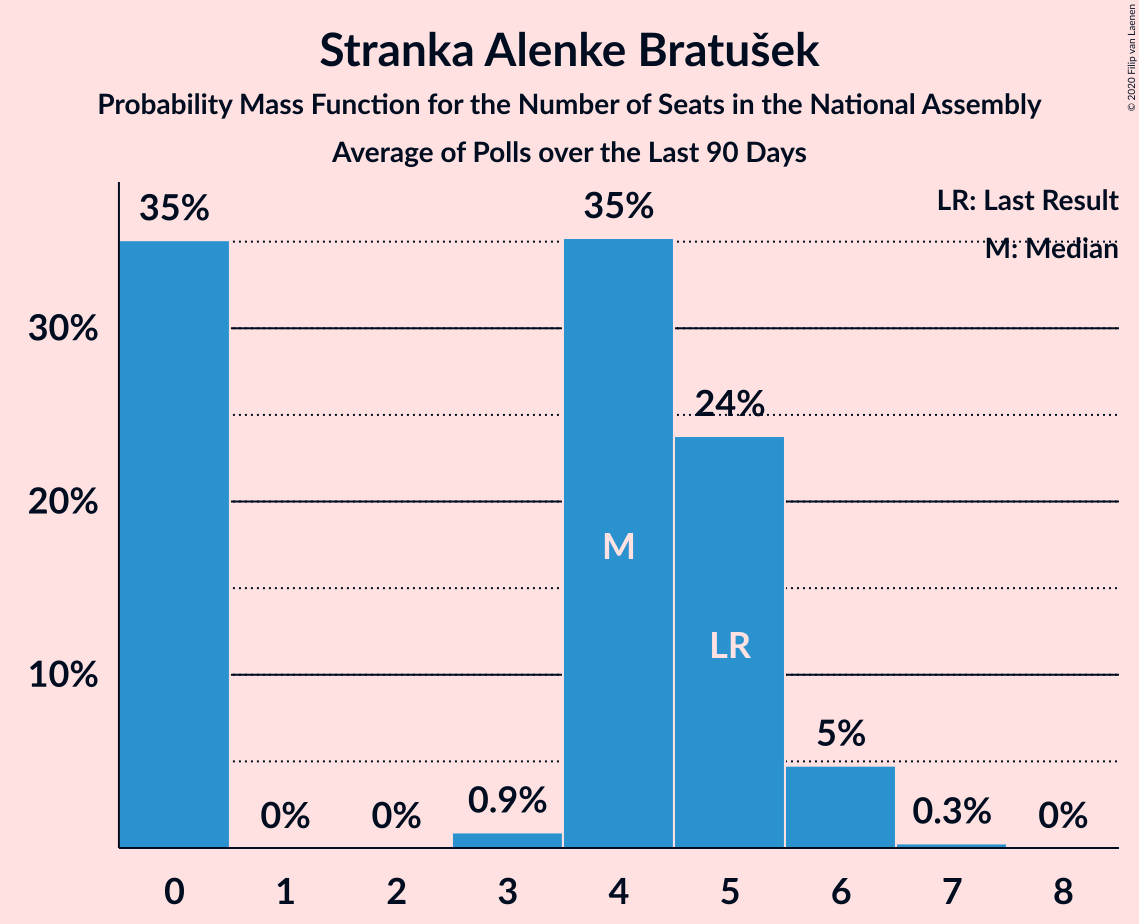 Stranka Alenke Bratušek
Probability Mass Function for the Number of Seats in the National Assembly
Average of Polls over the Last 90 Days
© 2020 Filip van Laenen
LR: Last Result
M: Median
35%
0%
0%
0.9%
35%
24%
5%
0.3%
0%
30%
20%
10%
M
LR
0 1 2 3 4 5 6 7 8